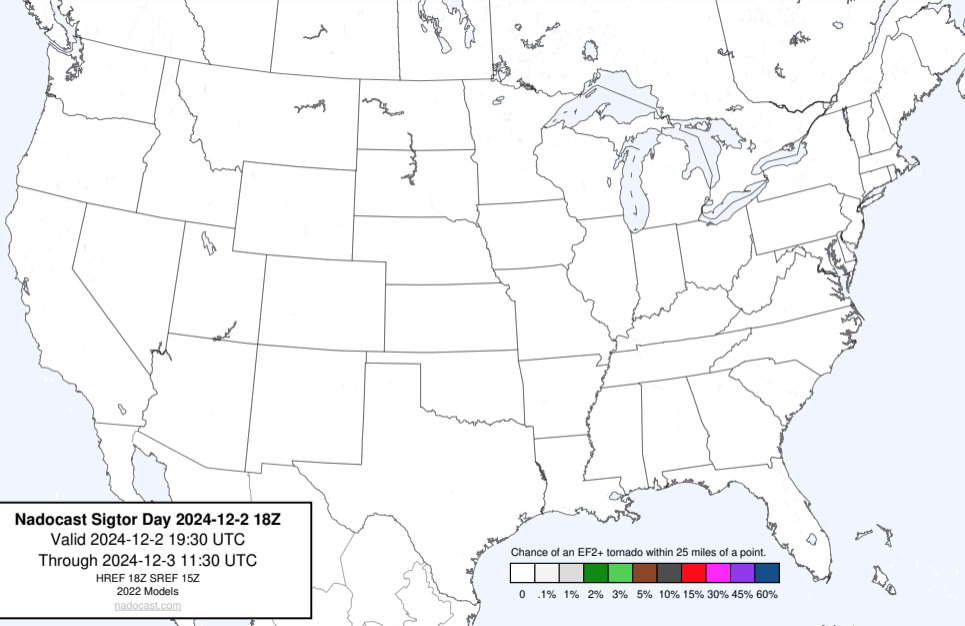 Nadocast Sigtor Day 2024-12-2 18Z
Valid 2024-12-2 19:30 UTC
Through 2024-12-3 11:30 UTC
HREF 18Z SREF 15Z
2022 Models
nadocast.com
Chance of an EF2+ tornado within 25 miles of a point.
0 .1% 1% 2% 3% 5% 10% 15% 30% 45% 60%